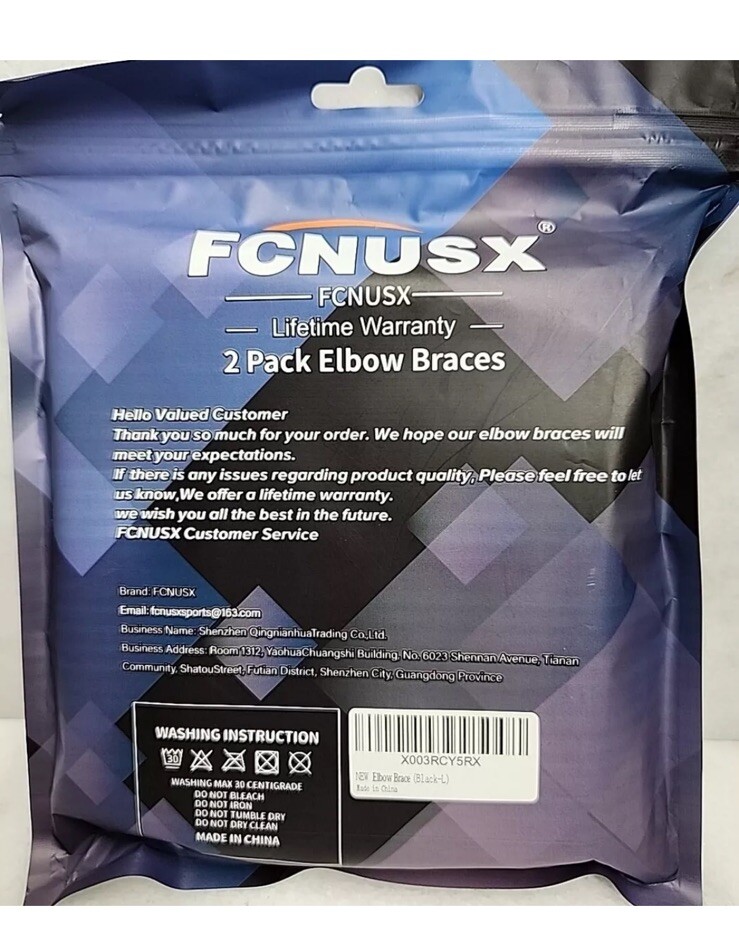 FCNUSX®
FCNUSX
Lifetime Warranty
2 Pack Elbow Braces
Hello Valued Customer
Thank you so much for your order. We hope our elbow braces will
meet your expectations.
If there is any issues regarding product quality, Please feel free to let
us know,We offer a lifetime warranty.
we wish you all the best in the future.
FCNUSX Customer Service
Brand: FCNUSX
Email: fcnusxsports@163.com
Business Name: Shenzhen QingnianhuaTrading Co.,Ltd.
Business Address: Room 1312, YaohuaChuangshi Building, No. 6023 Shennan Avenue, Tianan
Community, ShatouStreet, Futian District, Shenzhen City, Guangdong Province
WASHING INSTRUCTION
30
WASHING MAX 30 CENTIGRADE
DO NOT BLEACH
DO NOT IRON
DO NOT TUMBLE DRY
DO NOT DRY CLEAN
MADE IN CHINA
X003RCY5RX
NEW Elbow Brace (Black-L)
Made in China